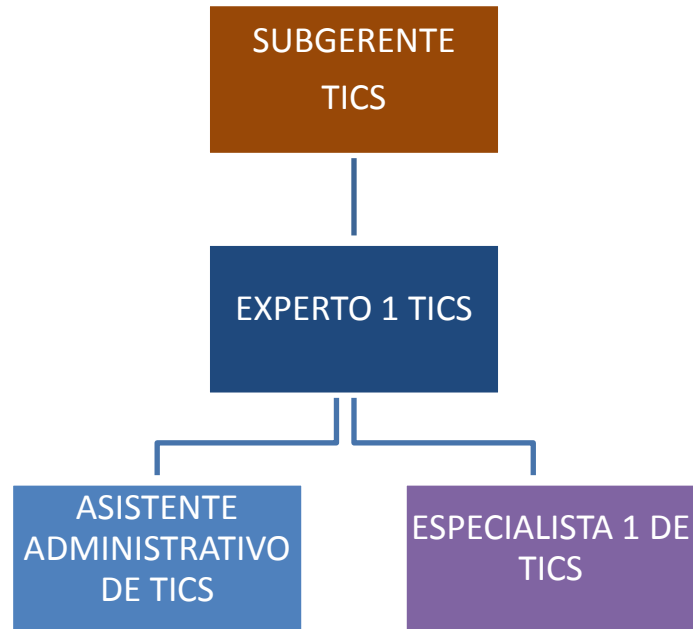 SUBGERENTE
TICS
EXPERTO 1 TICS
ASISTENTE
ADMINISTRATIVO
DE TICS
ESPECIALISTA 1 DE
TICS